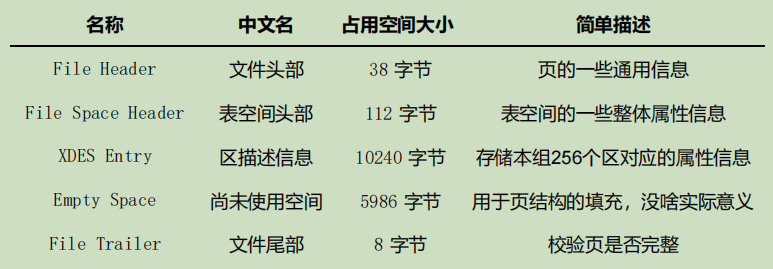 名称 中文名 占用空间大小 简单描述
File Header 文件头部 38 字节 页的一些通用信息
File Space Header 表空间头部 112 字节 表空间的一些整体属性信息
XDES Entry 区描述信息 10240 字节 存储本组256个区对应的属性信息
Empty Space 尚未使用空间 5986 字节 用于页结构的填充，没啥实际意义
File Trailer 文件尾部 8 字节 校验页是否完整